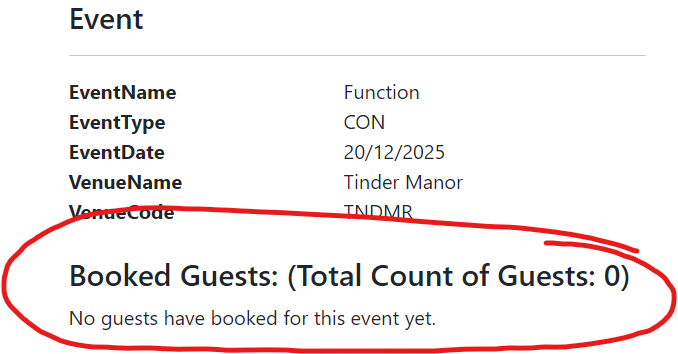 Event
EventName Function
EventType CON
EventDate 20/12/2025
VenueName Tinder Manor
VenueCode TNDMR
Booked Guests: (Total Count of Guests: 0)
No guests have booked for this event yet.